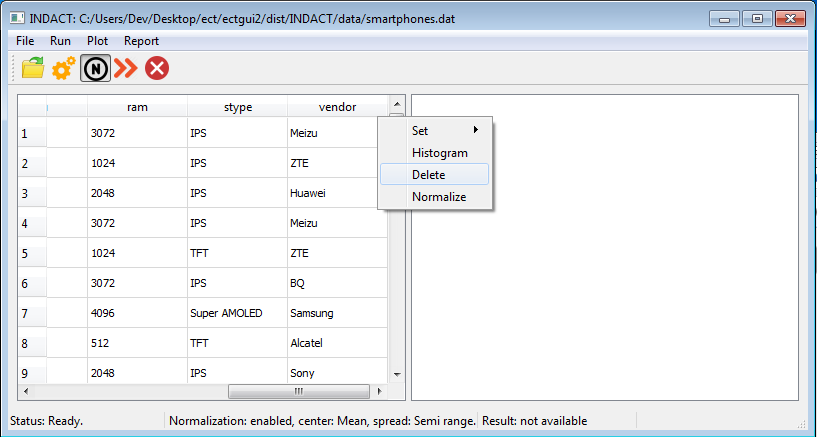 INDACT: C:/Users/Dev/Desktop/ect/ectgui2/dist/INDACT/data/smartphones.dat
File Run Plot Report
N
ram stype vendor
1 3072 IPS Meizu
2 1024 IPS ZTE
3 2048 IPS Huawei
4 3072 IPS Meizu
5 1024 TFT ZTE
6 3072 IPS BQ
7 4096 Super AMOLED Samsung
8 512 TFT Alcatel
9 2048 IPS Sony
Set
Histogram
Delete
Normalize
Status: Ready. Normalization: enabled, center: Mean, spread: Semi range. Result: not available